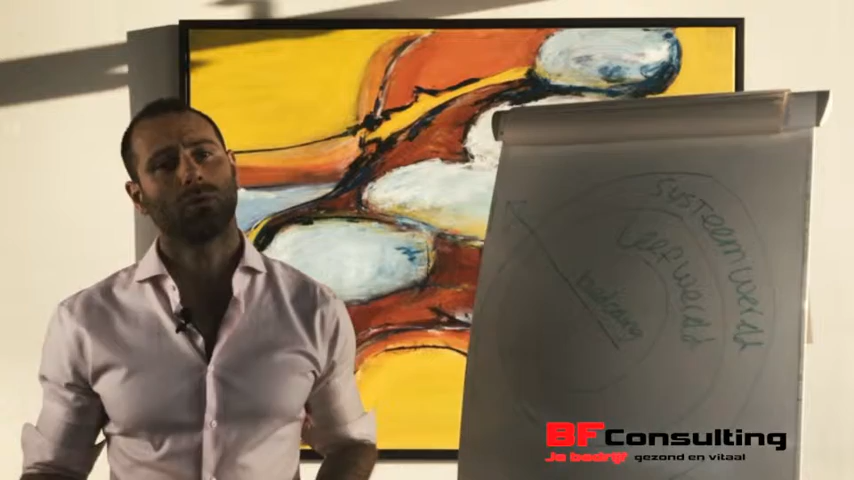 systeemwereld
Leefwereld
BFConsulting
Je bedrijf gezond en vitaal